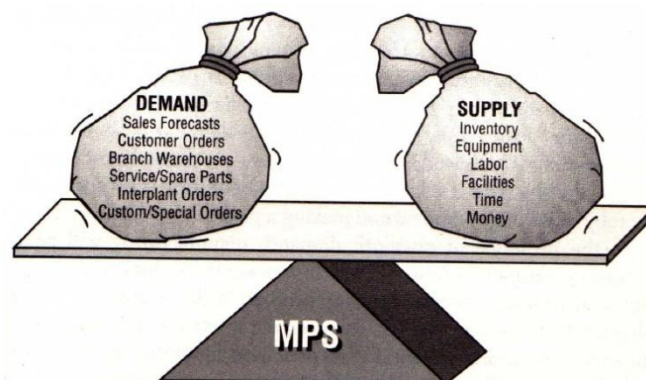 DEMAND
Sales Forecasts
Customer Orders
Branch Warehouses
Service/Spare Parts
Interplant Orders
Custom/Special Orders
SUPPLY
Inventory
Equipment
Labor
Facilities
Time
Money
MPS